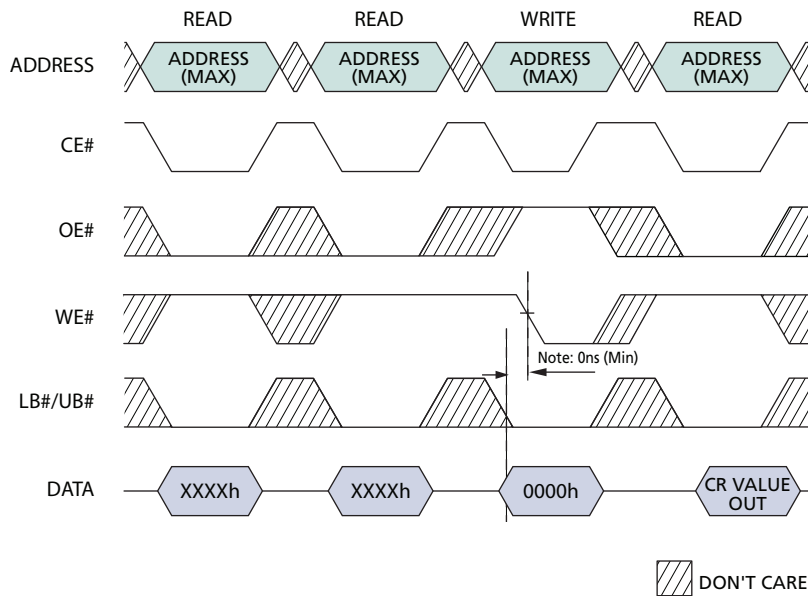 READ READ WRITE READ
ADDRESS ADDRESS (MAX) ADDRESS (MAX) ADDRESS (MAX) ADDRESS (MAX)
CE#
OE#
WE#
Note: 0ns (Min)
LB#/UB#
DATA XXXXh XXXXh 0000h CR VALUE OUT
DON'T CARE